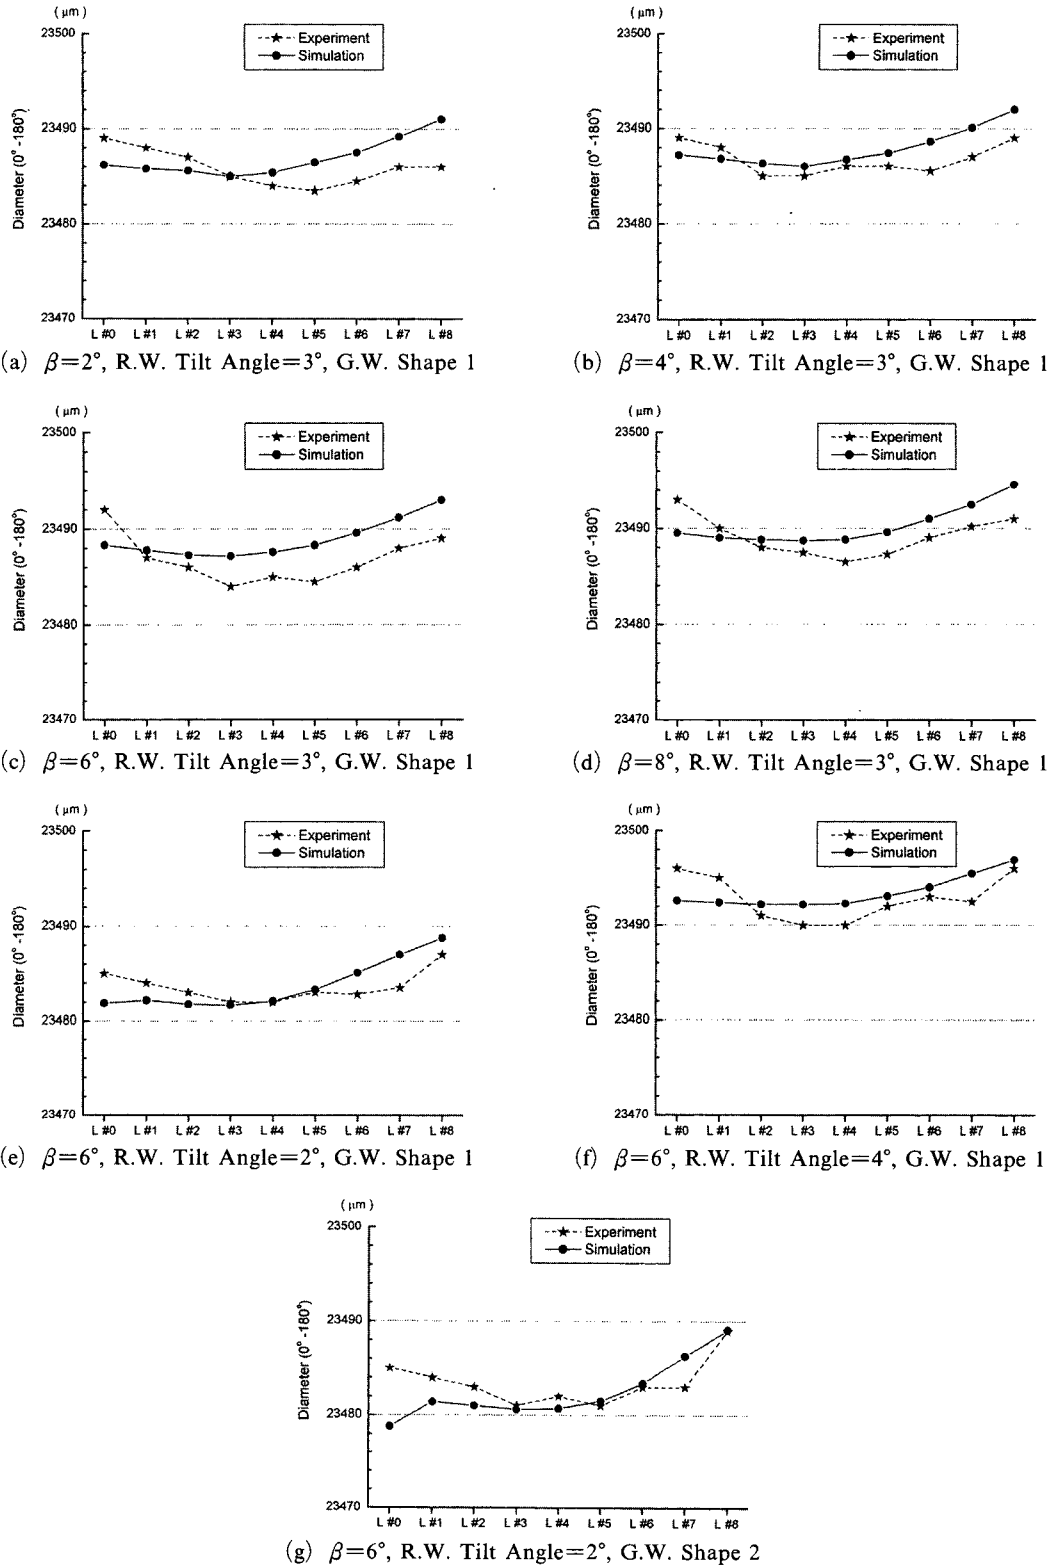 (μm)
23500
23490
23480
23470
Diameter (0° -180°)
Experiment
Simulation
L #0 L #1 L #2 L #3 L #4 L #5 L #6 L #7 L #8
(a) β=2°, R.W. Tilt Angle=3°, G.W. Shape 1
(μm)
23500
23490
23480
23470
Diameter (0° -180°)
Experiment
Simulation
L #0 L #1 L #2 L #3 L #4 L #5 L #6 L #7 L #8
(b) β=4°, R.W. Tilt Angle=3°, G.W. Shape 1
(μm)
23500
23490
23480
23470
Diameter (0° -180°)
Experiment
Simulation
L #0 L #1 L #2 L #3 L #4 L #5 L #6 L #7 L #8
(c) β=6°, R.W. Tilt Angle=3°, G.W. Shape 1
(μm)
23500
23490
23480
23470
Diameter (0° -180°)
Experiment
Simulation
L #0 L #1 L #2 L #3 L #4 L #5 L #6 L #7 L #8
(d) β=8°, R.W. Tilt Angle=3°, G.W. Shape 1
(μm)
23500
23490
23480
23470
Diameter (0° -180°)
Experiment
Simulation
L #0 L #1 L #2 L #3 L #4 L #5 L #6 L #7 L #8
(e) β=6°, R.W. Tilt Angle=2°, G.W. Shape 1
(μm)
23500
23490
23480
23470
Diameter (0° -180°)
Experiment
Simulation
L #0 L #1 L #2 L #3 L #4 L #5 L #6 L #7 L #8
(f) β=6°, R.W. Tilt Angle=4°, G.W. Shape 1
(μm)
23500
23490
23480
23470
Diameter (0° -180°)
Experiment
Simulation
L #0 L #1 L #2 L #3 L #4 L #5 L #6 L #7 L #8
(g) β=6°, R.W. Tilt Angle=2°, G.W. Shape 2